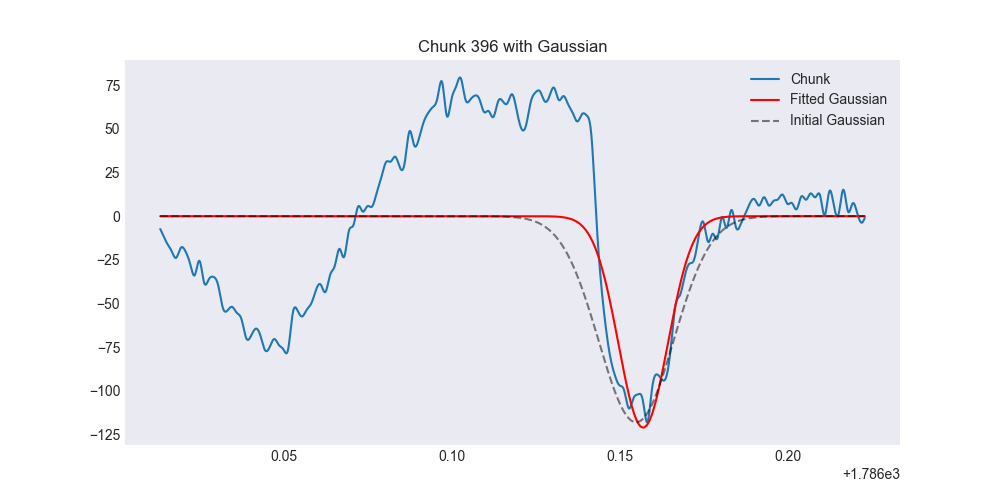 Chunk 396 with Gaussian
Chunk
Fitted Gaussian
Initial Gaussian
75
50
25
0
−25
−50
−75
−100
−125
0.05
0.10
0.15
0.20
+1.786e3